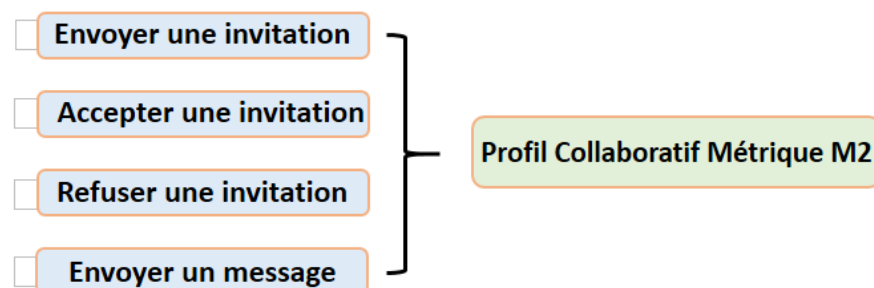 Envoyer une invitation
Accepter une invitation
Refuser une invitation
Envoyer un message
Profil Collaboratif Métrique M2